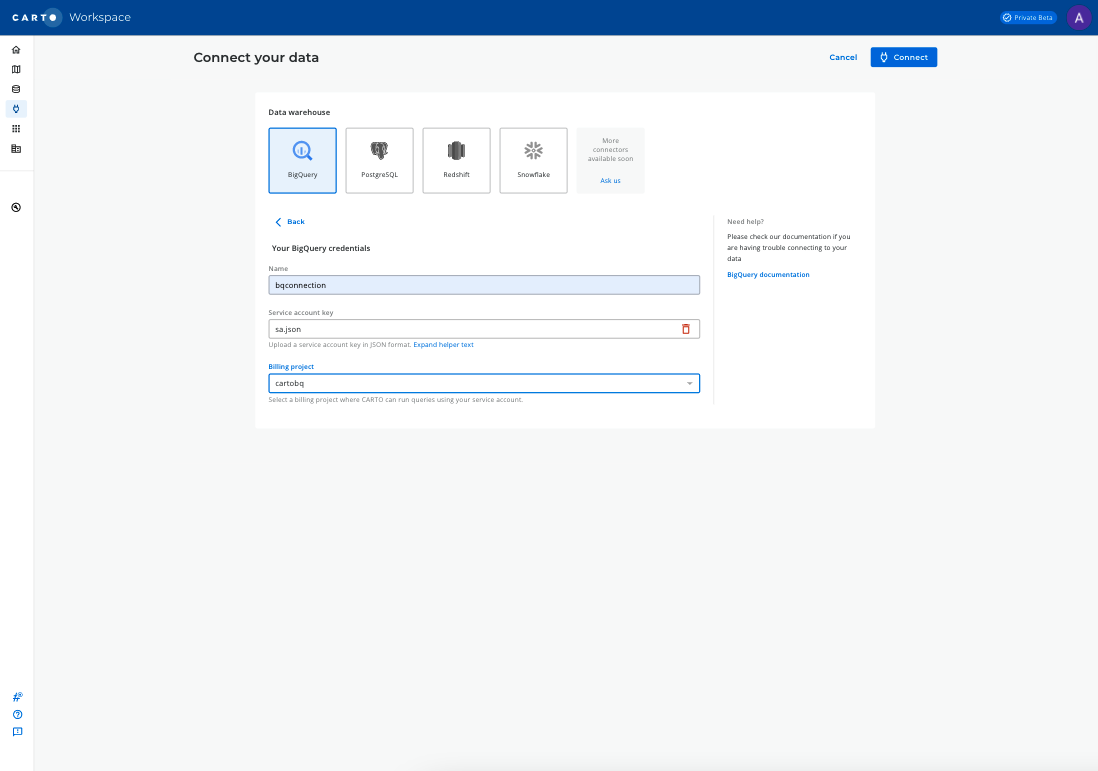 CARTO Workspace
Private Beta
A
Connect your data
Cancel
Connect
Data warehouse
BigQuery
PostgreSQL
Redshift
Snowflake
More
connectors
available soon
Ask us
Back
Your BigQuery credentials
Name
bqconnection
Service account key
sa.json
Upload a service account key in JSON format. Expand helper text
Billing project
cartobq
Select a billing project where CARTO can run queries using your service account.
Need help?
Please check our documentation if you
are having trouble connecting to your
data
BigQuery documentation